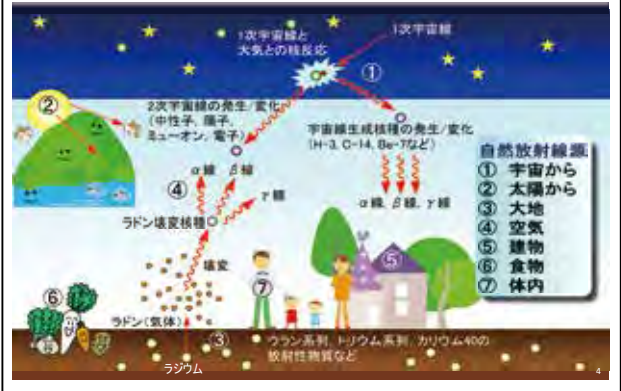 1次宇宙線と
大気との核反応
1次宇宙線
①
②
2次宇宙線の発生/変化
(中性子, 陽子,
ミューオン, 電子)
宇宙線生成核種の発生/変化
(H-3, C-14, Be-7など)
α線 β線
④
γ線
α線, β線, γ線
ラドン壊変核種
壊変
⑤
⑥
⑦
ラドン(気体)
③
ラジウム
ウラン系列, トリウム系列, カリウム40の
放射性物質など
自然放射線源
① 宇宙から
② 太陽から
③ 大地
④ 空気
⑤ 建物
⑥ 食物
⑦ 体内
4